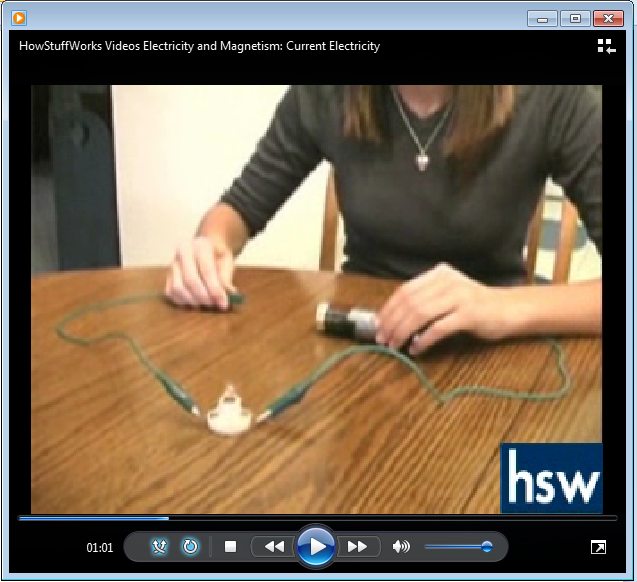 HowStuffWorks Videos Electricity and Magnetism: Current Electricity
hsw
01:01